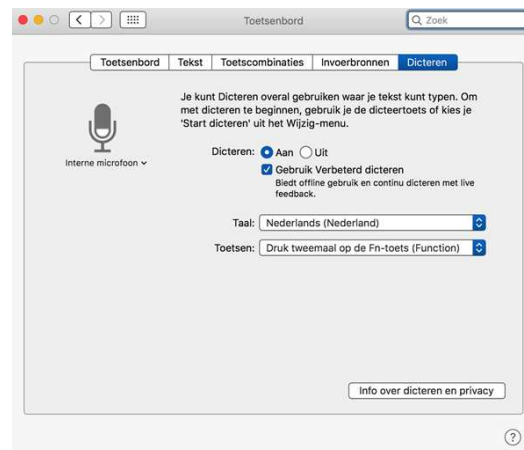 Toetsenbord
Zoek
Toetsenbord Tekst Toetscombinaties Invoerbronnen Dicteren
Je kunt Dicteren overal gebruiken waar je tekst kunt typen. Om
met dicteren te beginnen, gebruik je de dicteertoets of kies je
'Start dicteren' uit het Wijzig-menu.
Interne microfoon
Dicteren: Aan Uit
Gebruik Verbeterd dicteren
Biedt offline gebruik en continu dicteren met live
feedback.
Taal: Nederlands (Nederland)
Toetsen: Druk tweemaal op de Fn-toets (Function)
Info over dicteren en privacy
?